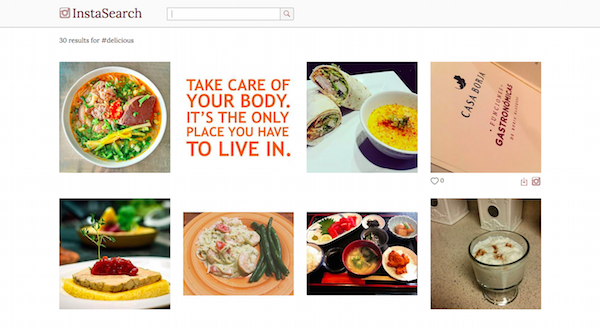 InstaSearch
30 results for #delicious
TAKE CARE OF
YOUR BODY.
IT'S THE ONLY
PLACE YOU HAVE
TO LIVE IN.
CASA BORJA
FUNCIONES
GASTRONÓMICAS
0